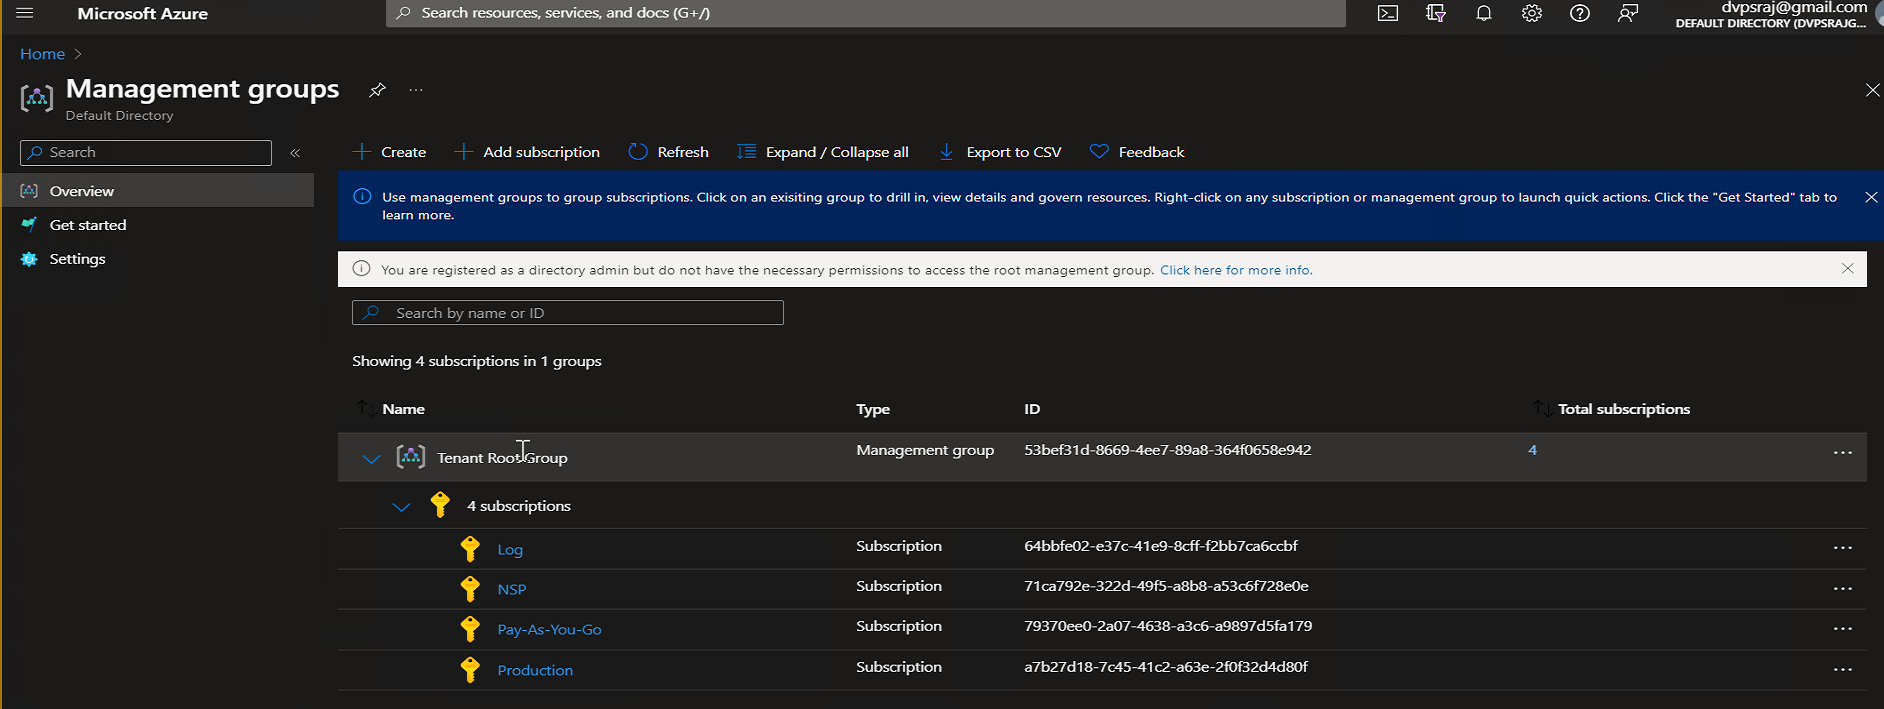 Microsoft Azure
Search resources, services, and docs (G+/)
dvpsraj@gmail.com
DEFAULT DIRECTORY (DVPSRAJG...
Home
Management groups
...
Default Directory
Search
«
Overview
Get started
Settings
Create
Add subscription
Refresh
Expand / Collapse all
Export to CSV
Feedback
Use management groups to group subscriptions. Click on an exisiting group to drill in, view details and govern resources. Right-click on any subscription or management group to launch quick actions. Click the "Get Started" tab to
learn more.
You are registered as a directory admin but do not have the necessary permissions to access the root management group. Click here for more info.
Search by name or ID
Showing 4 subscriptions in 1 groups
Name Type ID Total subscriptions
Tenant Root Group Management group 53bef31d-8669-4ee7-89a8-364f0658e942 4 ...
4 subscriptions
Log Subscription 64bbfe02-e37c-41e9-8cff-f2bb7ca6ccbf ...
NSP Subscription 71ca792e-322d-49f5-a8b8-a53c6f728e0e ...
Pay-As-You-Go Subscription 79370ee0-2a07-4638-a3c6-a9897d5fa179 ...
Production Subscription a7b27d18-7c45-41c2-a63e-2f0f32d4d80f ...